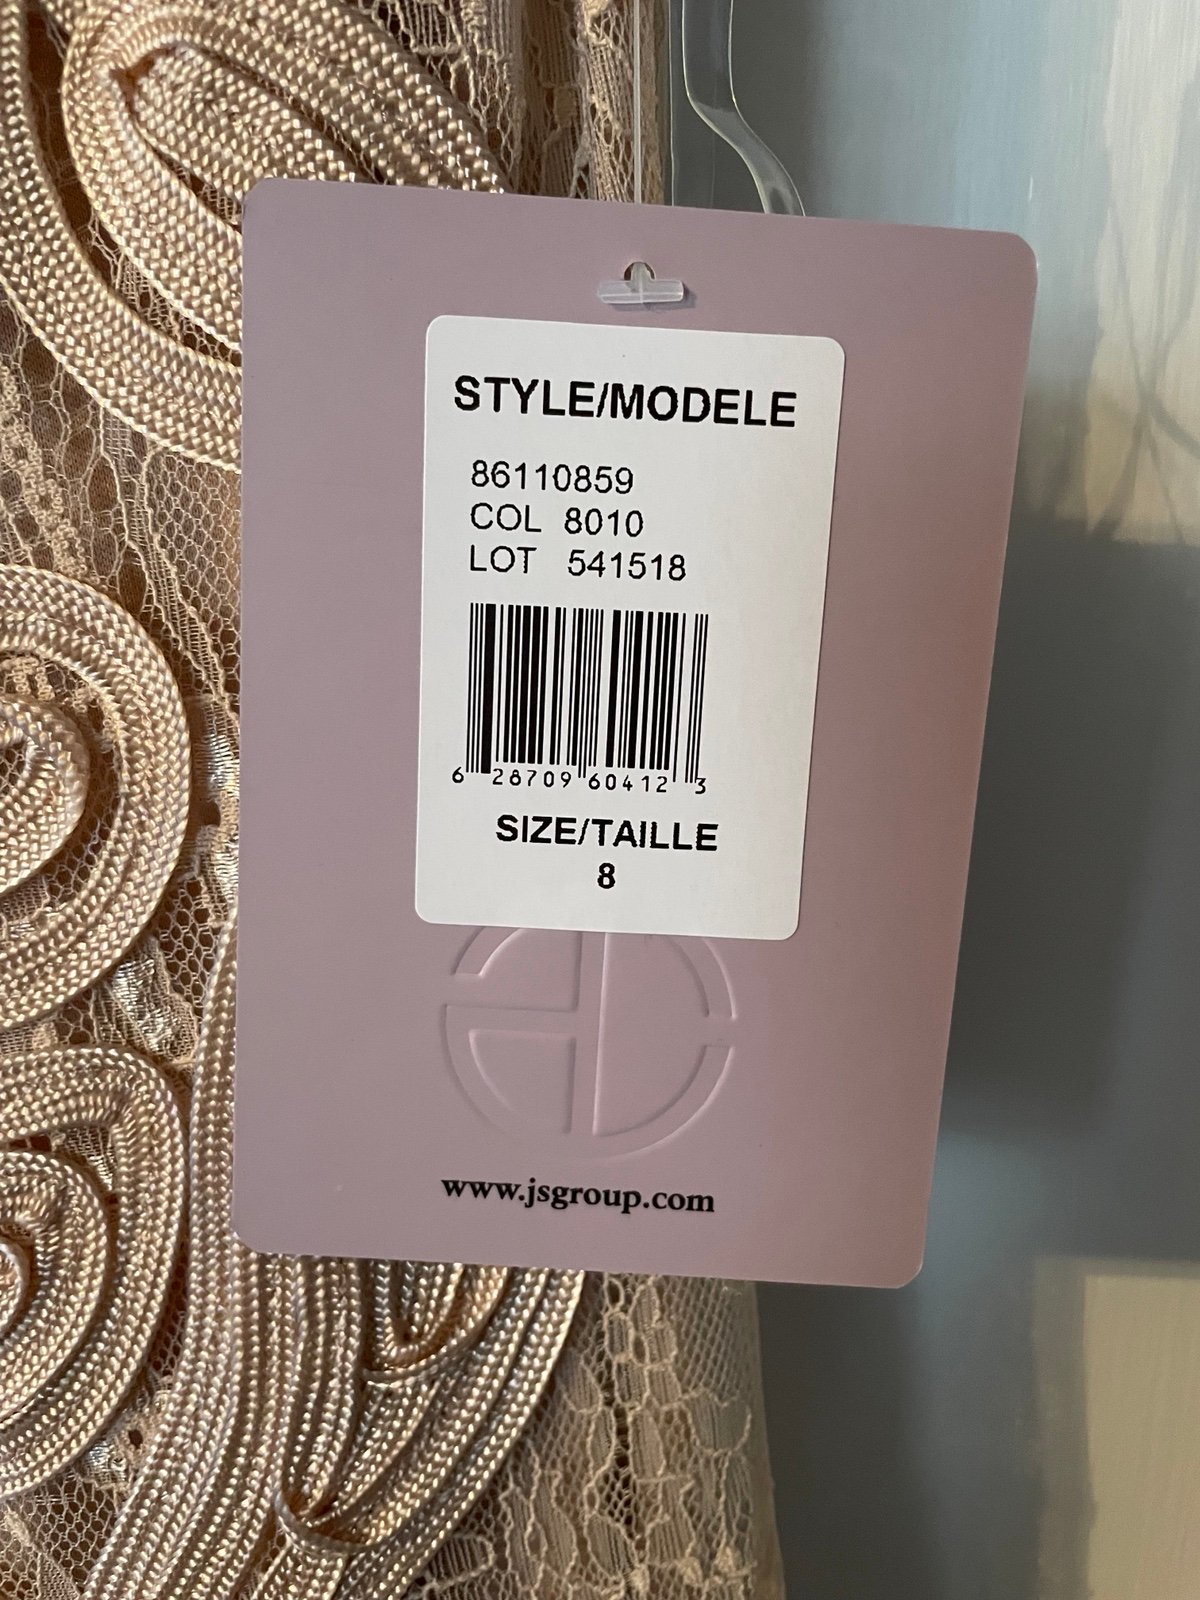 STYLE/MODELE
86110859
COL 8010
LOT 541518
6 28709 60412 3
SIZE/TAILLE
8
www.jsgroup.com